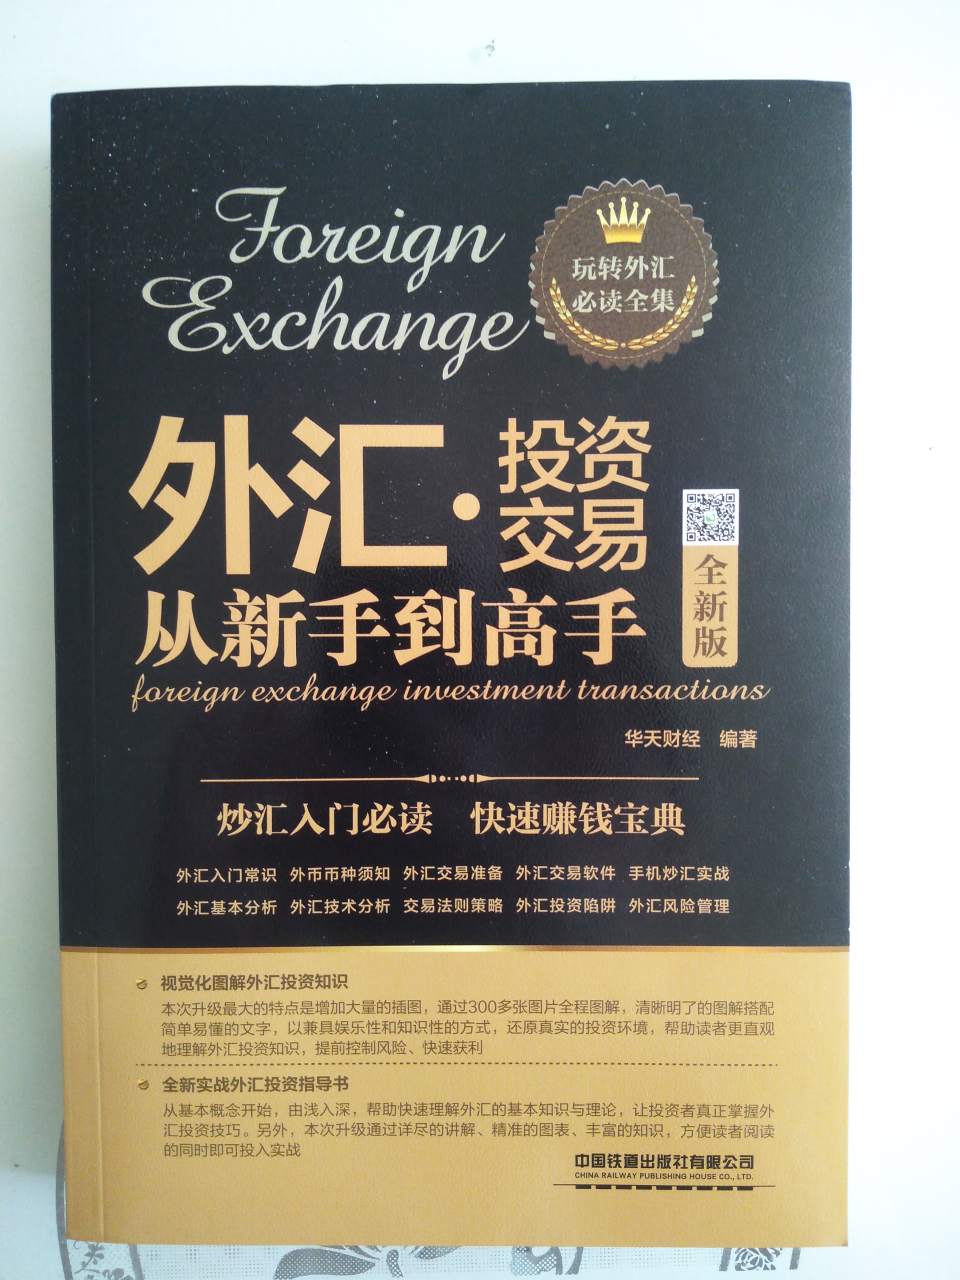 Foreign
Exchange
玩转外汇
必读全集
外汇·投资交易
从新手到高手
全新版
foreign exchange investment transactions
华天财经 编著
炒汇入门必读 快速赚钱宝典
外汇入门常识 外币币种须知 外汇交易准备 外汇交易软件 手机炒汇实战
外汇基本分析 外汇技术分析 交易法则策略 外汇投资陷阱 外汇风险管理
视觉化图解外汇投资知识
本次升级最大的特点是增加大量的插图，通过300多张图片全程图解，清晰明了的图解搭配
简单易懂的文字，以兼具娱乐性和知识性的方式，还原真实的投资环境，帮助读者更直观
地理解外汇投资知识，提前控制风险、快速获利
全新实战外汇投资指导书
从基本概念开始，由浅入深，帮助快速理解外汇的基本知识与理论，让投资者真正掌握外
汇投资技巧。另外，本次升级通过详尽的讲解、精准的图表、丰富的知识，方便读者阅读
的同时即可投入实战
中国铁道出版社有限公司
CHINA RAILWAY PUBLISHING HOUSE CO., LTD.